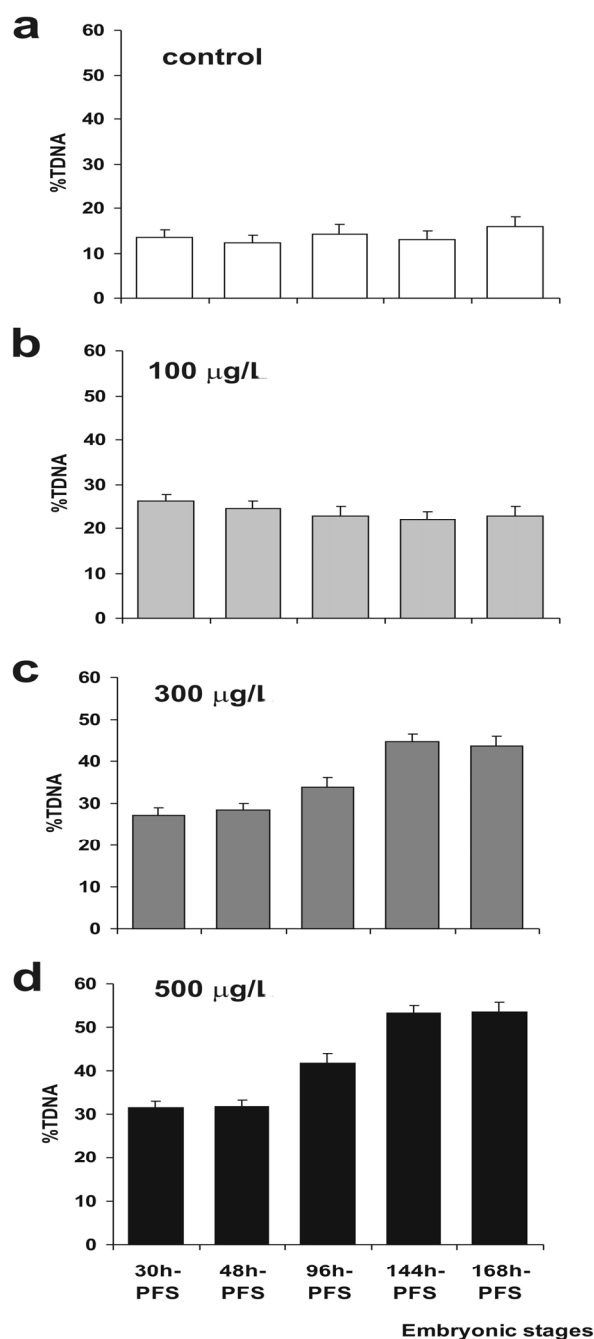 a
control
60
50
40
30
20
10
0
%TDNA
b
100 µg/L
60
50
40
30
20
10
0
%TDNA
c
300 µg/L
60
50
40
30
20
10
0
%TDNA
d
500 µg/L
60
50
40
30
20
10
0
%TDNA
30h- 48h- 96h- 144h- 168h-
PFS PFS PFS PFS PFS
Embryonic stages